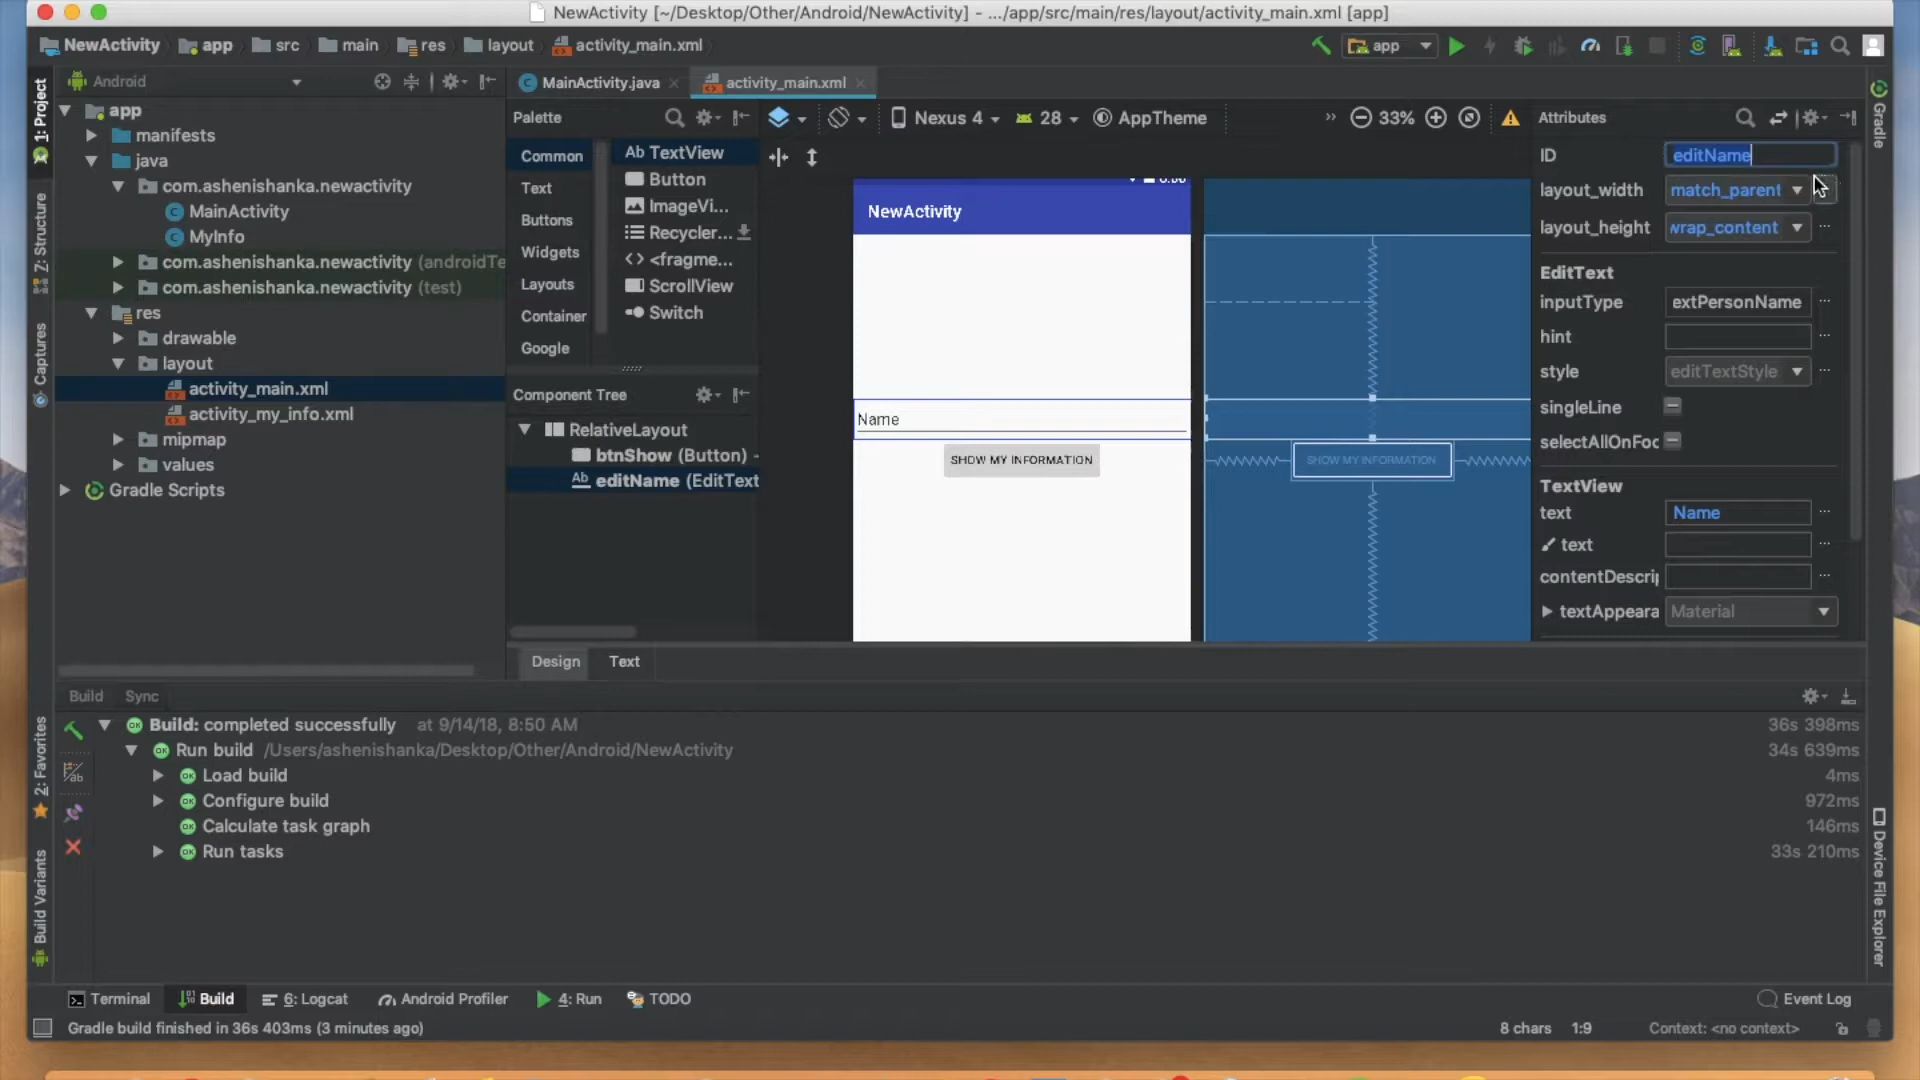 NewActivity [~/Desktop/Other/Android/NewActivity] - .../app/src/main/res/layout/activity_main.xml [app]
NewActivity app src main res layout activity_main.xml app
Android
MainActivity.java activity_main.xml
1: Project
Z: Structure
Captures
2: Favorites
Build Variants
app
manifests
java
com.ashenishanka.newactivity
MainActivity
MyInfo
com.ashenishanka.newactivity (androidTe
com.ashenishanka.newactivity (test)
res
drawable
layout
activity_main.xml
activity_my_info.xml
mipmap
values
Gradle Scripts
Palette
Common
Text
Buttons
Widgets
Layouts
Container
Google
Ab TextView
Button
ImageVi...
Recycler...
<fragme...
ScrollView
Switch
Component Tree
RelativeLayout
btnShow (Button) -
Ab editName (EditText
Nexus 4 28 AppTheme 33%
NewActivity
Name
SHOW MY INFORMATION
SHOW MY INFORMATION
Attributes
ID editName
layout_width match_parent
layout_height wrap_content
EditText
inputType extPersonName
hint
style editTextStyle
singleLine
selectAllOnFoc
TextView
text Name
text
contentDescrip
textAppeara Material
Gradle
Device File Explorer
Design Text
Build Sync
Build: completed successfully at 9/14/18, 8:50 AM 36s 398ms
Run build /Users/ashenishanka/Desktop/Other/Android/NewActivity 34s 639ms
Load build 4ms
Configure build 972ms
Calculate task graph 146ms
Run tasks 33s 210ms
Terminal Build 6: Logcat Android Profiler 4: Run TODO Event Log
Gradle build finished in 36s 403ms (3 minutes ago) 8 chars 1:9 Context: <no context>